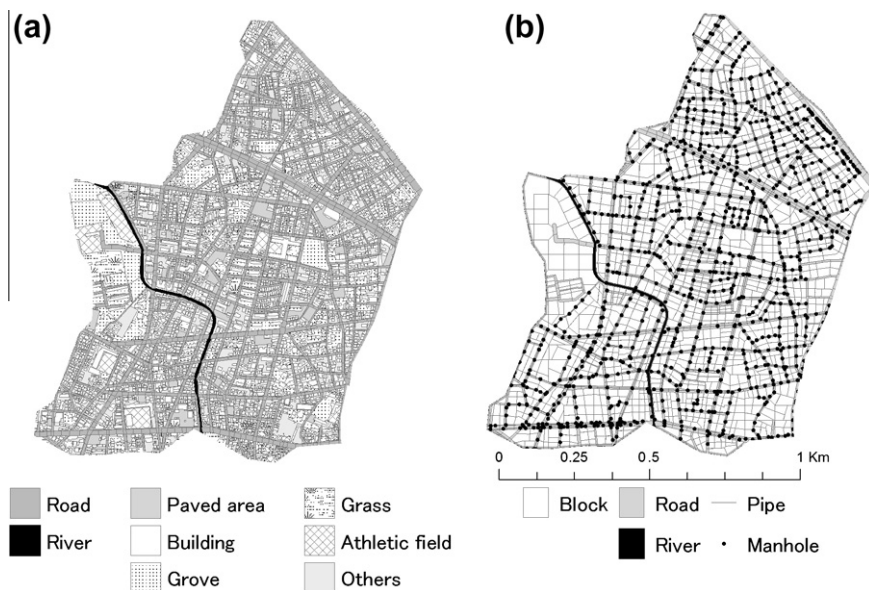 (a)
(b)
0 0.25 0.5 1 Km
Road Paved area Grass
River Building Athletic field
Grove Others
Block Road Pipe
River Manhole